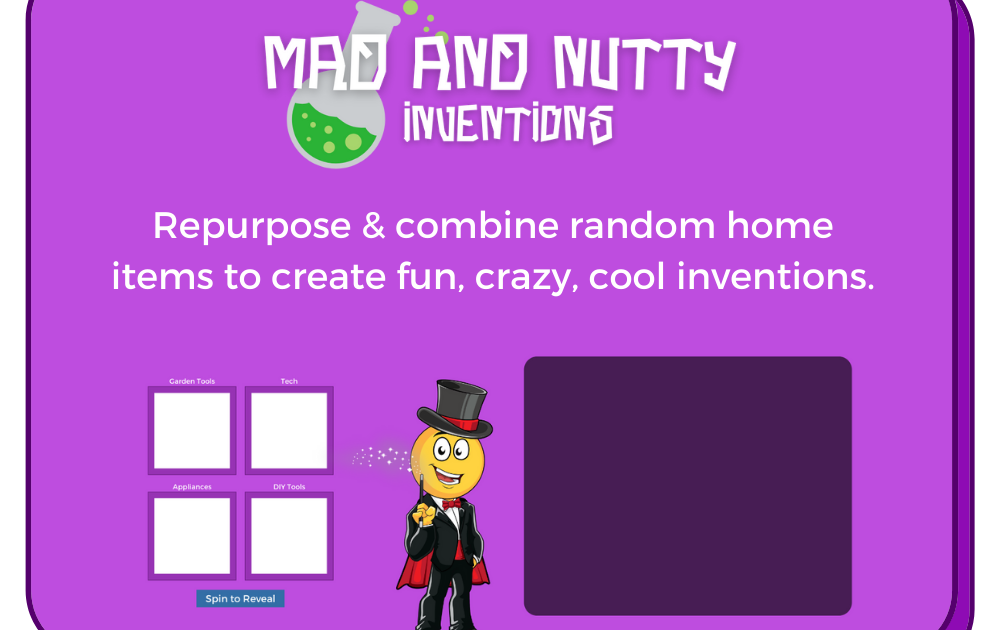 MAD AND NUTTY
INVENTIONS
Repurpose & combine random home
items to create fun, crazy, cool inventions.
Garden Tools
Tech
Appliances
DIY Tools
Spin to Reveal